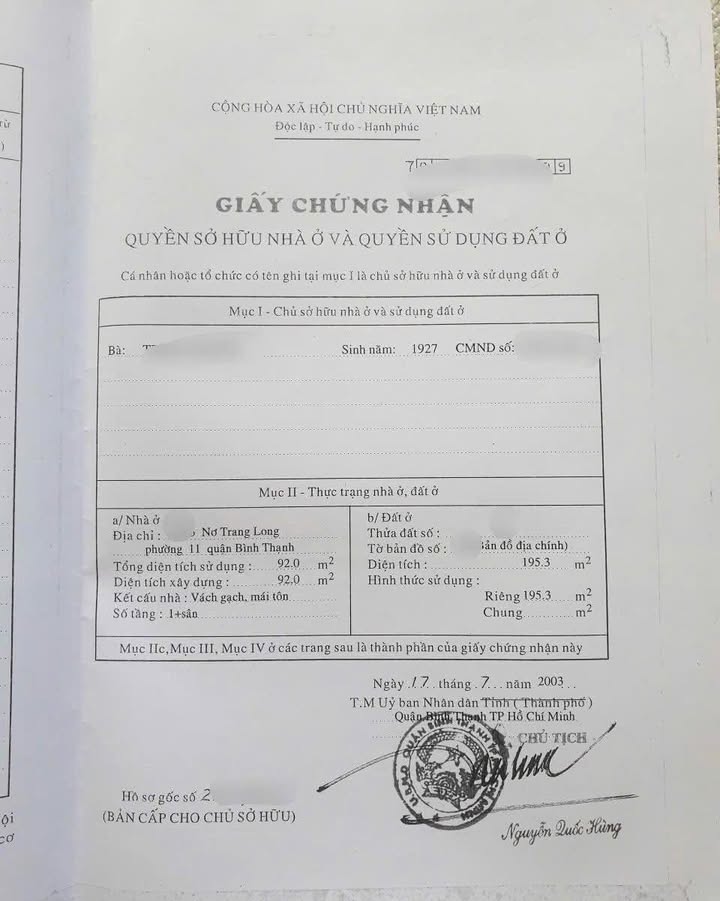 CỘNG HÒA XÃ HỘI CHỦ NGHĨA VIỆT NAM
Độc lập - Tự do - Hạnh phúc
7 9
GIẤY CHỨNG NHẬN
QUYỀN SỞ HỮU NHÀ Ở VÀ QUYỀN SỬ DỤNG ĐẤT Ở
Cá nhân hoặc tổ chức có tên ghi tại mục I là chủ sở hữu nhà ở và sử dụng đất ở
Mục I - Chủ sở hữu nhà ở và sử dụng đất ở
Bà: Sinh năm: 1927 CMND số:
Mục II - Thực trạng nhà ở, đất ở
a/ Nhà ở
Địa chỉ : Nơ Trang Long
phường 11 quận Bình Thạnh
Tổng diện tích sử dụng : 92.0 m2
Diện tích xây dựng : 92.0 m2
Kết cấu nhà : Vách gạch, mái tôn
Số tầng : 1+sân
b/ Đất ở
Thửa đất số :
Tờ bản đồ số : bản đồ địa chính)
Diện tích : 195.3 m2
Hình thức sử dụng :
Riêng 195.3 m2
Chung m2
Mục IIc, Mục III, Mục IV ở các trang sau là thành phần của giấy chứng nhận này
Ngày 17 tháng 7 năm 2003
T.M Uỷ ban Nhân dân Tỉnh ( Thành phố )
Quận Bình Thạnh TP Hồ Chí Minh
CHỦ TỊCH
Nguyễn Quốc Hùng
Hồ sơ gốc số 2
(BẢN CẤP CHO CHỦ SỞ HỮU)